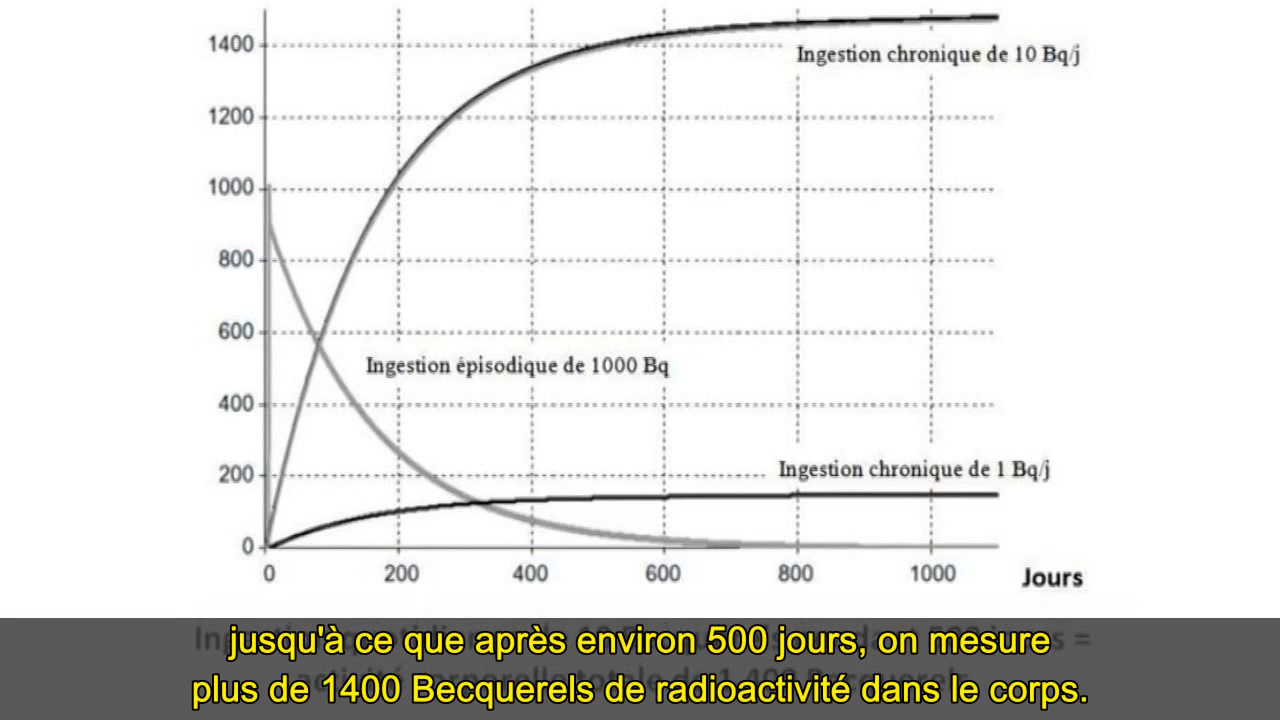 1400
Ingestion chronique de 10 Bq/j
1200
1000
800
600
Ingestion épisodique de 1000 Bq
400
Ingestion chronique de 1 Bq/j
200
0
0 200 400 600 800 1000 Jours
jusqu'à ce que après environ 500 jours, on mesure
plus de 1400 Becquerels de radioactivité dans le corps.